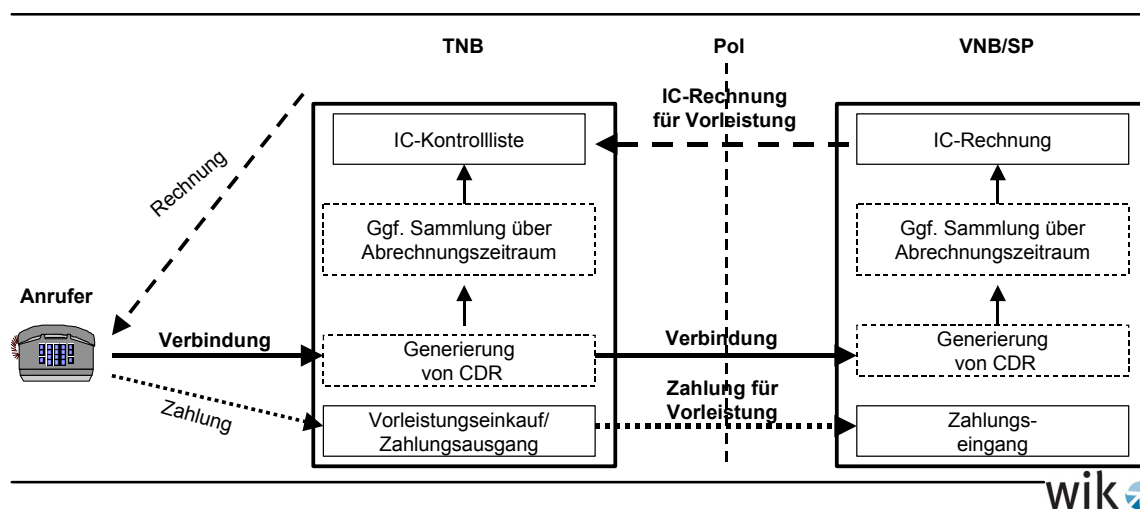 TNB
PoI
VNB/SP
IC-Rechnung
für Vorleistung
IC-Kontrollliste
IC-Rechnung
Rechnung
Ggf. Sammlung über
Abrechnungszeitraum
Ggf. Sammlung über
Abrechnungszeitraum
Anrufer
Verbindung
Generierung
von CDR
Verbindung
Generierung
von CDR
Zahlung
Vorleistungseinkauf/
Zahlungsausgang
Zahlung für
Vorleistung
Zahlungs-
eingang
wik